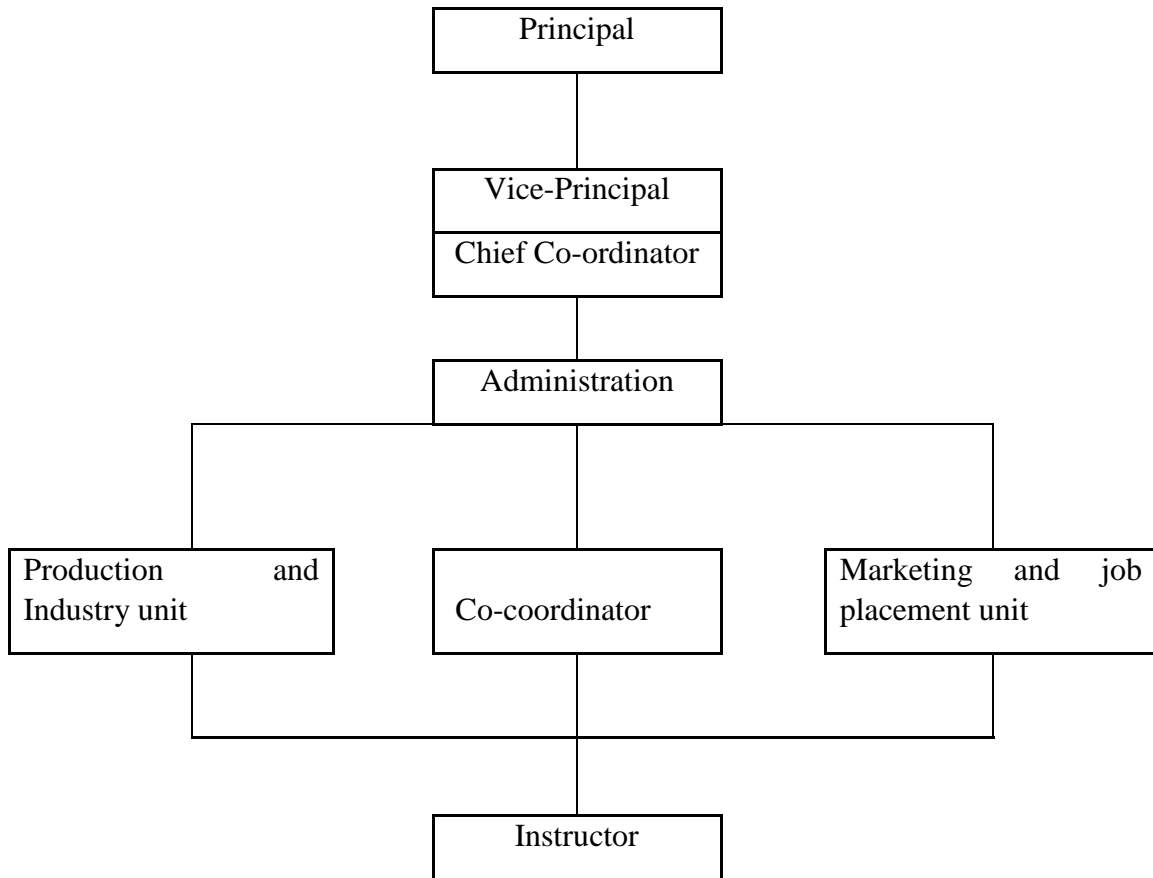 Principal
Vice-Principal
Chief Co-ordinator
Administration
Production and
Industry unit
Co-coordinator
Marketing and job
placement unit
Instructor